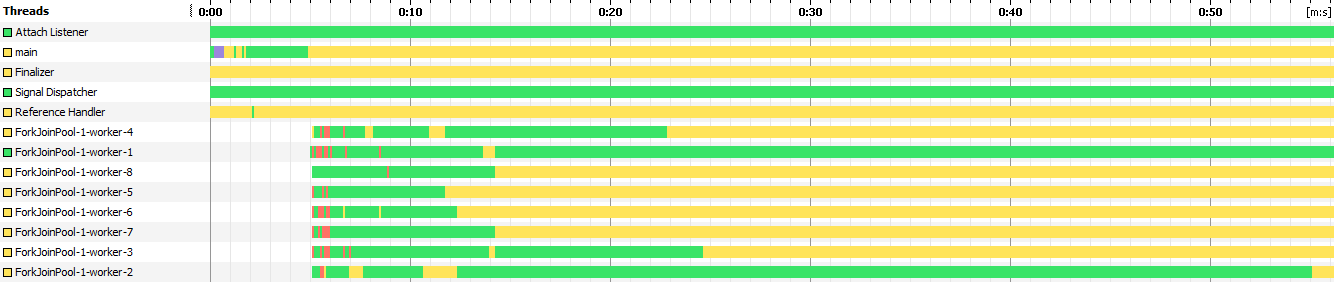 Threads 0:00 0:10 0:20 0:30 0:40 0:50 [m:s]
Attach Listener
main
Finalizer
Signal Dispatcher
Reference Handler
ForkJoinPool-1-worker-4
ForkJoinPool-1-worker-1
ForkJoinPool-1-worker-8
ForkJoinPool-1-worker-5
ForkJoinPool-1-worker-6
ForkJoinPool-1-worker-7
ForkJoinPool-1-worker-3
ForkJoinPool-1-worker-2